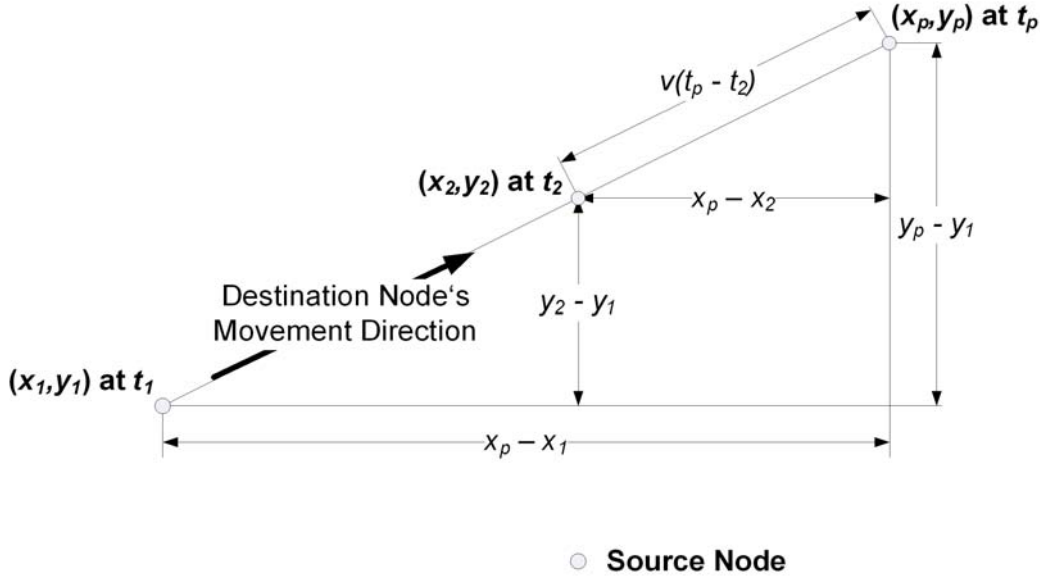 (xp,yp) at tp
v(tp - t2)
(x2,y2) at t2
xp – x2
yp - y1
Destination Node‘s
Movement Direction
y2 - y1
(x1,y1) at t1
xp – x1
Source Node